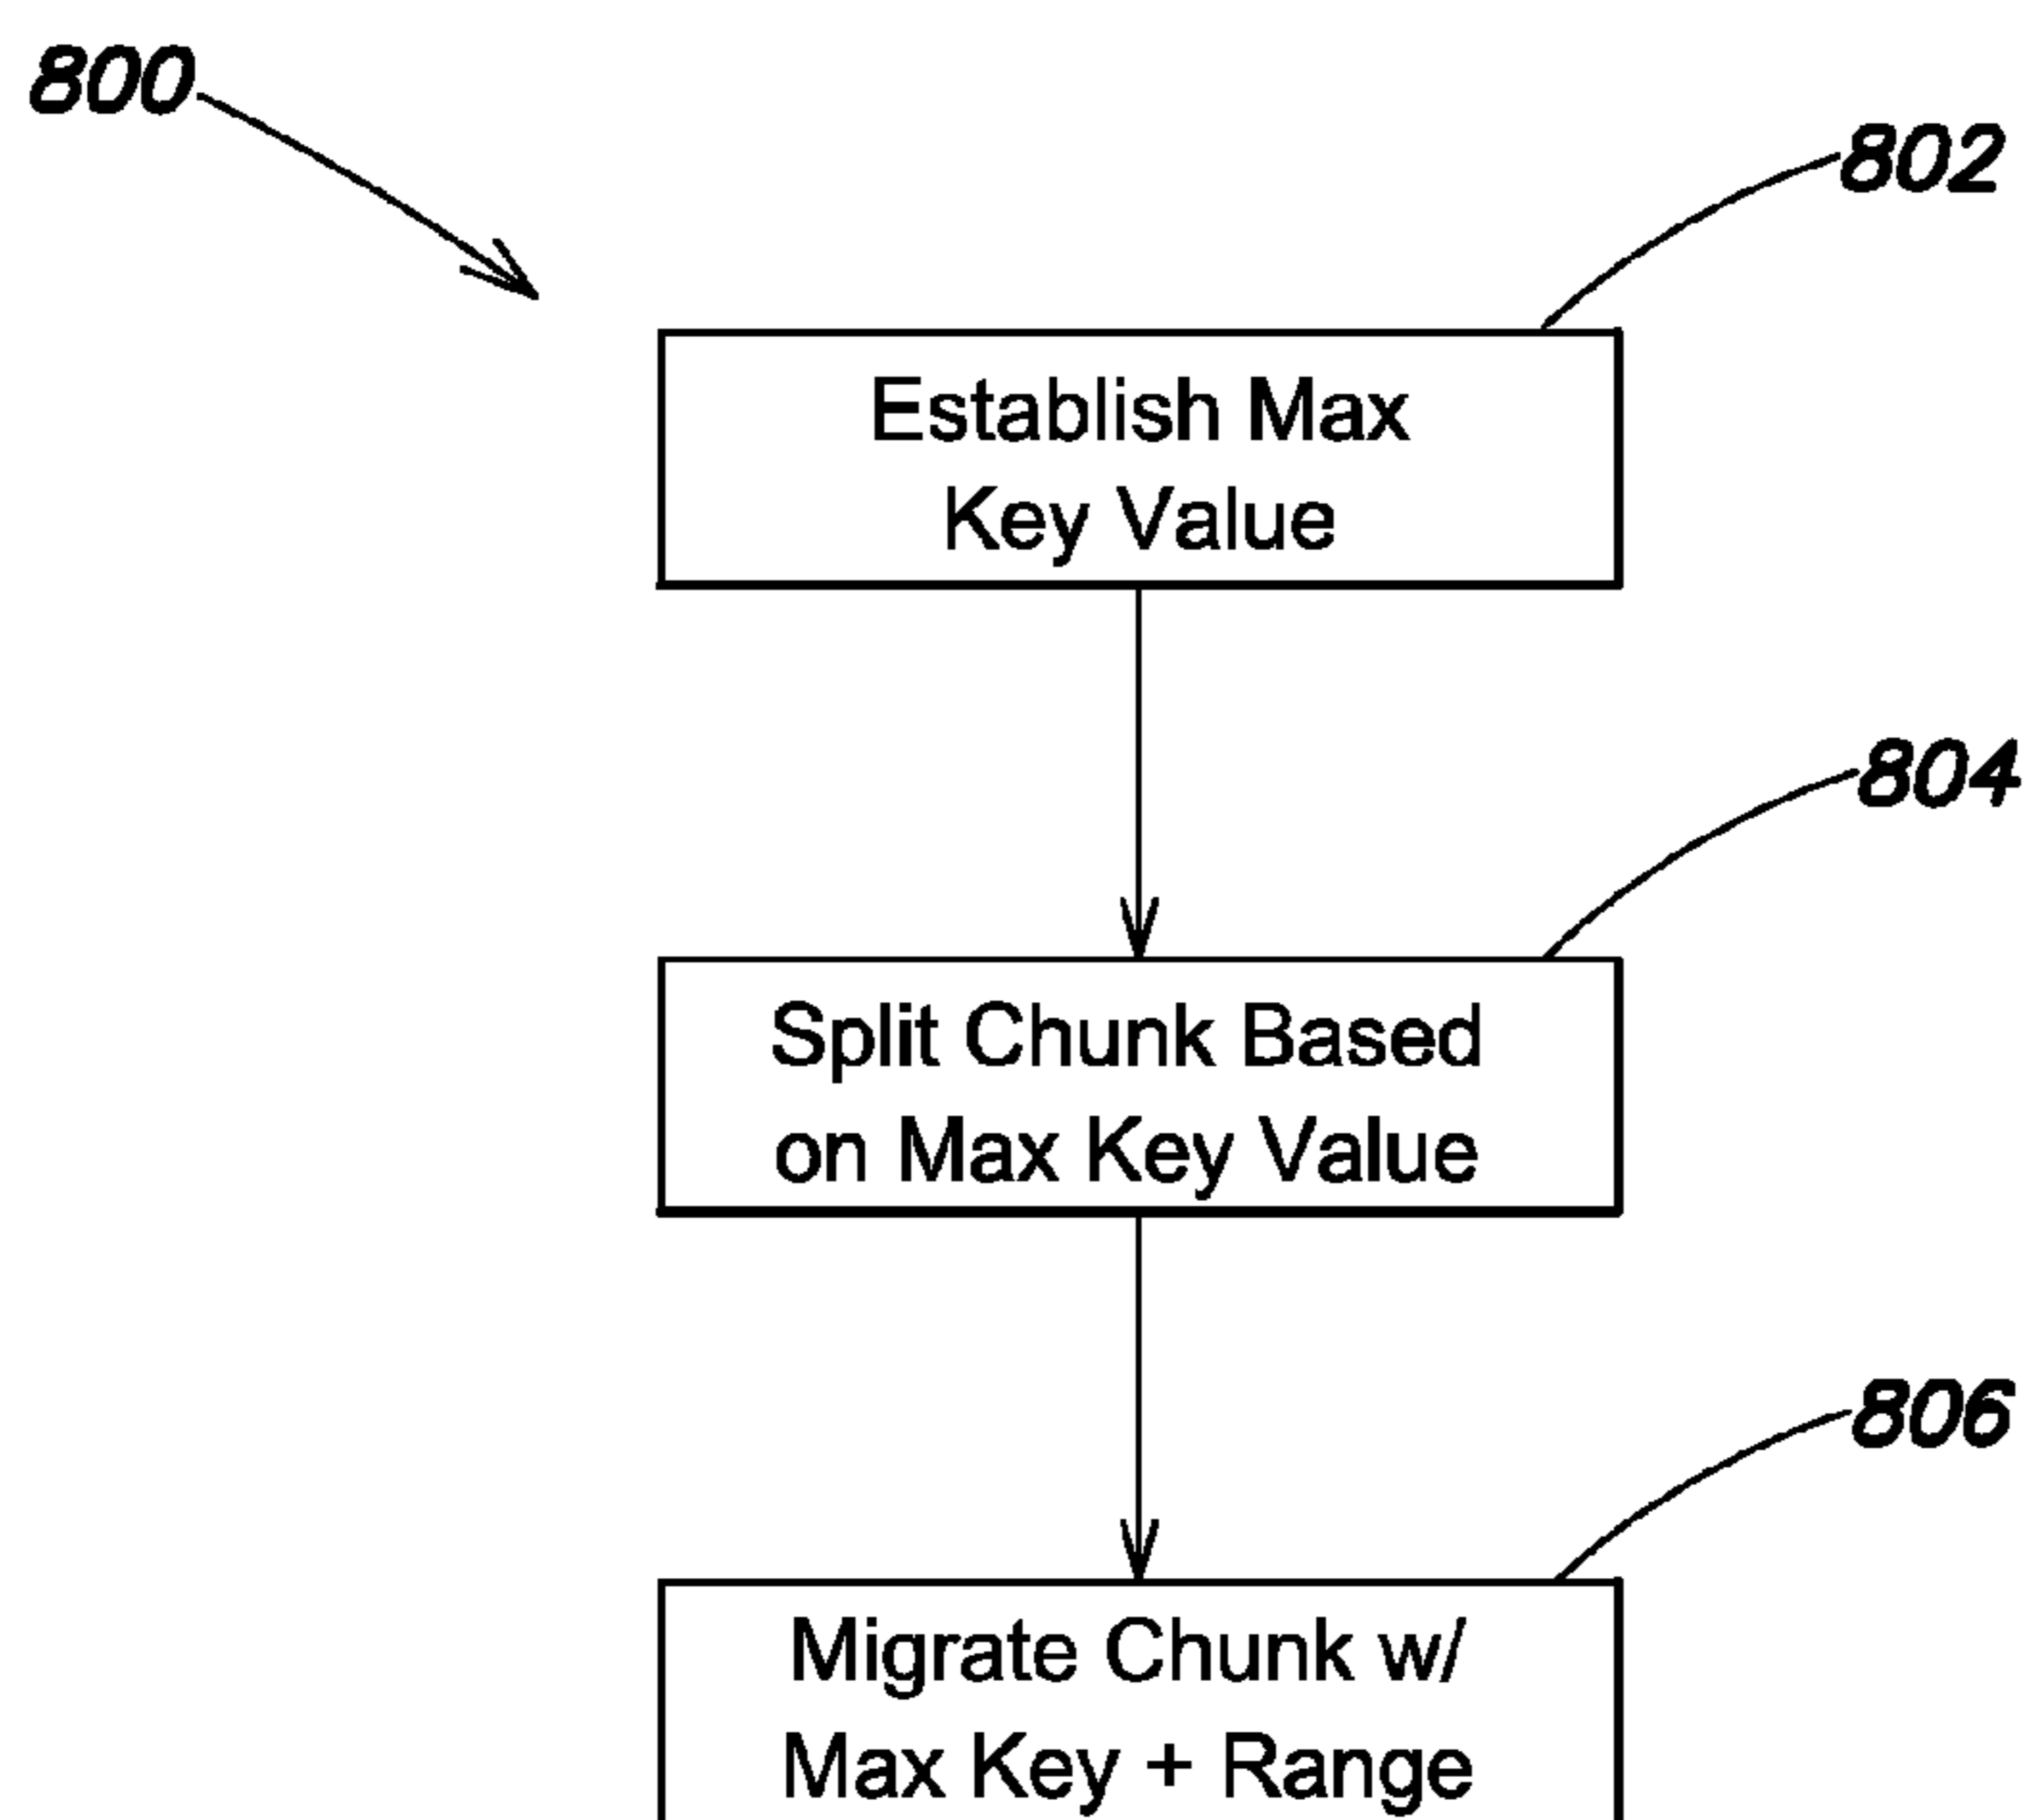 800
802
Establish Max
Key Value
804
Split Chunk Based
on Max Key Value
806
Migrate Chunk w/
Max Key + Range